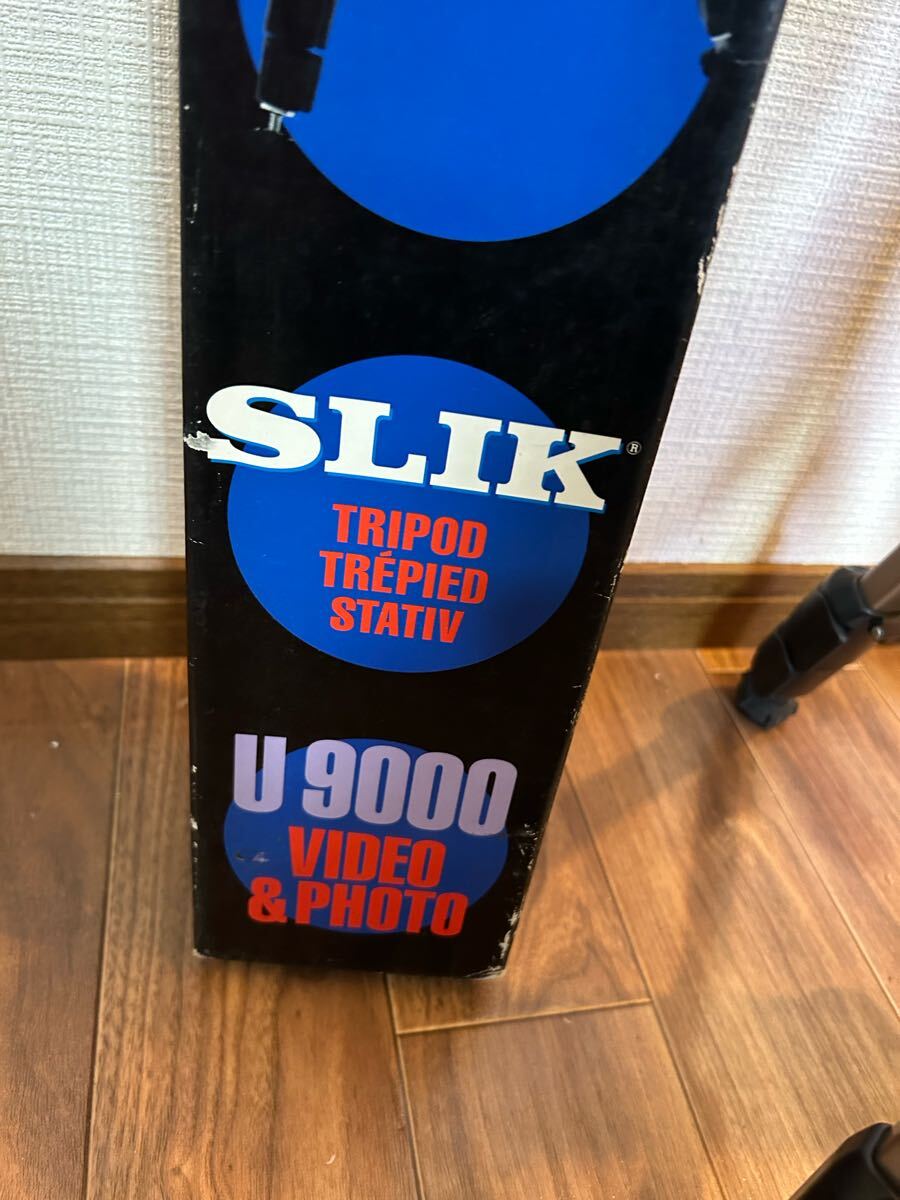 SLIK®
TRIPOD
TRÉPIED
STATIV
U 9000
VIDEO
& PHOTO